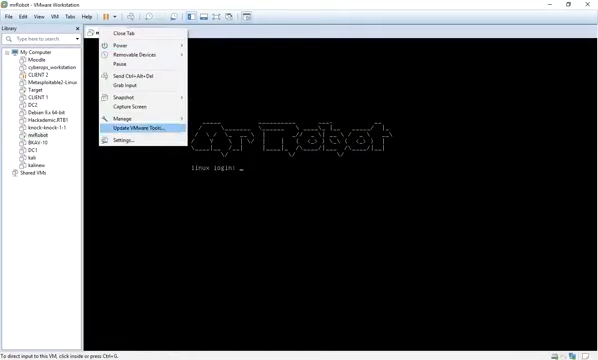 mrRobot - VMware Workstation
File Edit View VM Tabs Help
Library
Type here to search
My Computer
Moodle
cyberops_workstation
CLIENT 2
Metasploitable2-Linux
Target
CLIENT 1
DC2
Debian 9.x 64-bit
Hackademic.RTB1
knock-knock-1-1
mrRobot
BKAV-10
DC1
kali
kalinew
Shared VMs
Close Tab
Power
Removable Devices
Pause
Send Ctrl+Alt+Del
Grab Input
Snapshot
Capture Screen
Manage
Update VMware Tools...
Settings...
Mr Robot
linux login: _
To direct input to this VM, click inside or press Ctrl+G.